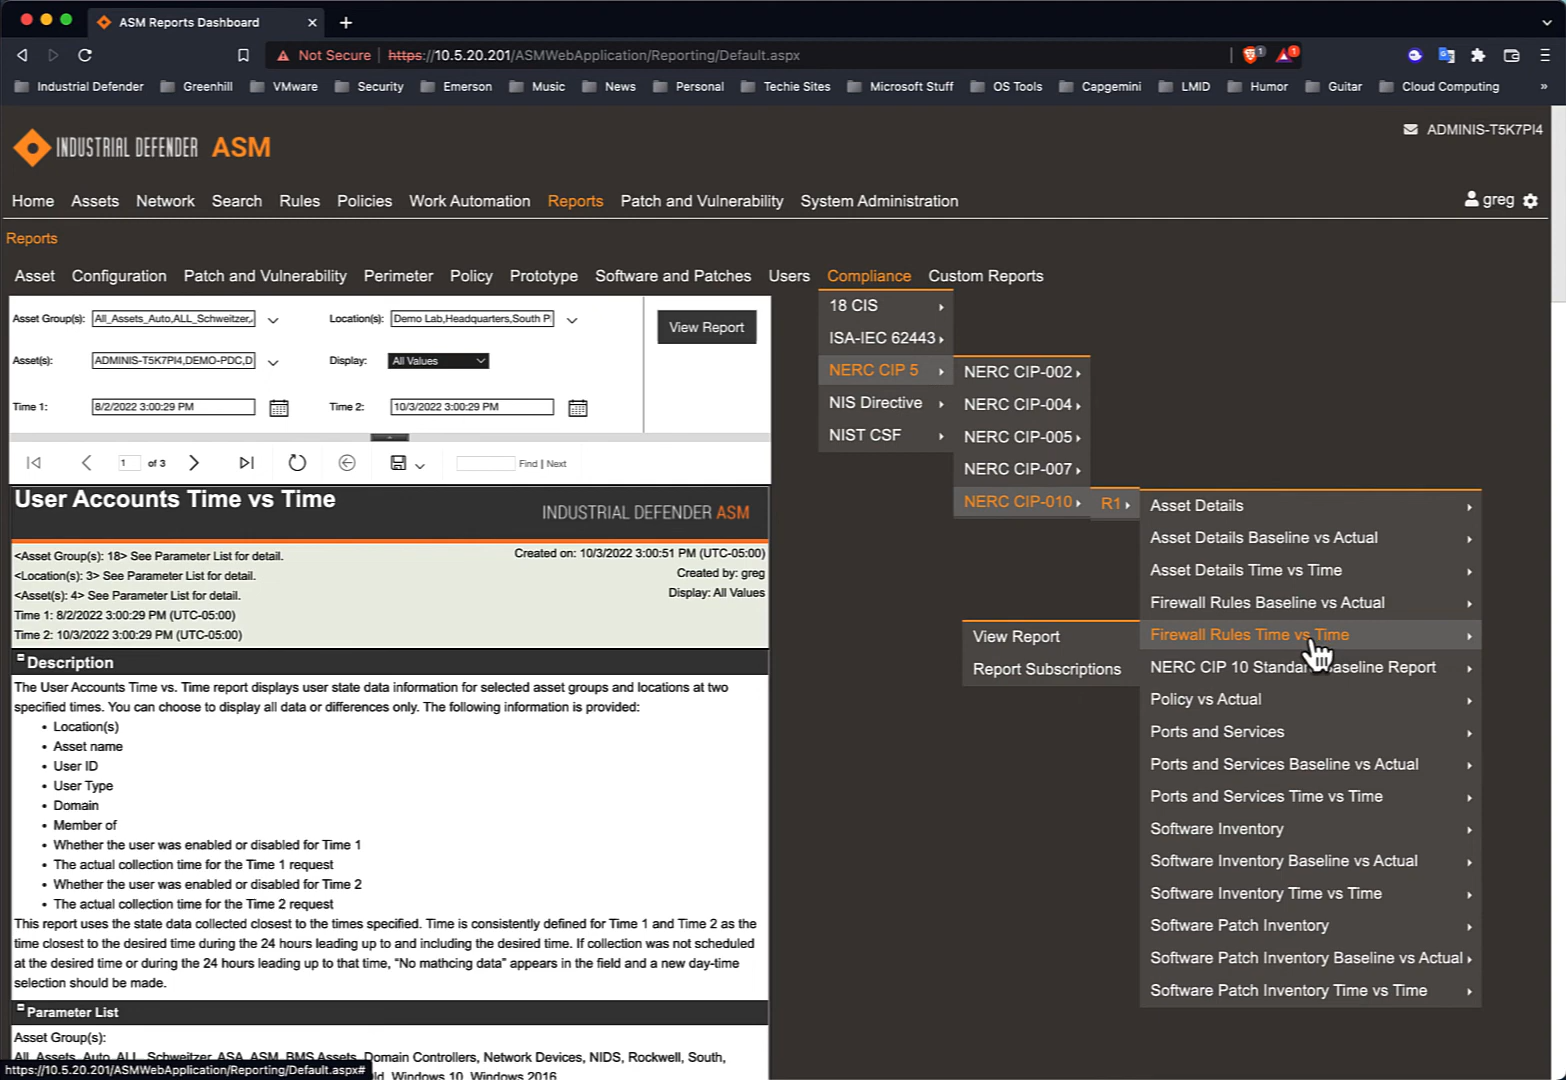 ASM Reports Dashboard
Not Secure https://10.5.20.201/ASMWebApplication/Reporting/Default.aspx
1 1
Industrial Defender Greenhill VMware Security Emerson Music News Personal Techie Sites Microsoft Stuff OS Tools Capgemini LMID Humor Guitar Cloud Computing »
INDUSTRIAL DEFENDER ASM
ADMINIS-T5K7PI4
Home Assets Network Search Rules Policies Work Automation Reports Patch and Vulnerability System Administration
greg
Reports
Asset Configuration Patch and Vulnerability Perimeter Policy Prototype Software and Patches Users Compliance Custom Reports
Asset Group(s): All_Assets_Auto,ALL_Schweitzer,
Location(s): Demo Lab,Headquarters,South P
View Report
Asset(s): ADMINIS-T5K7PI4,DEMO-PDC,D
Display: All Values
Time 1: 8/2/2022 3:00:29 PM
Time 2: 10/3/2022 3:00:29 PM
1 of 3
Find | Next
18 CIS
ISA-IEC 62443
NERC CIP 5
NIS Directive
NIST CSF
NERC CIP-002
NERC CIP-004
NERC CIP-005
NERC CIP-007
NERC CIP-010
R1
Asset Details
Asset Details Baseline vs Actual
Asset Details Time vs Time
Firewall Rules Baseline vs Actual
Firewall Rules Time vs Time
NERC CIP 10 Baseline Report
Policy vs Actual
Ports and Services
Ports and Services Baseline vs Actual
Ports and Services Time vs Time
Software Inventory
Software Inventory Baseline vs Actual
Software Inventory Time vs Time
Software Patch Inventory
Software Patch Inventory Baseline vs Actual
Software Patch Inventory Time vs Time
View Report
Report Subscriptions
User Accounts Time vs Time
INDUSTRIAL DEFENDER ASM
<Asset Group(s): 18> See Parameter List for detail.
<Location(s): 3> See Parameter List for detail.
<Asset(s): 4> See Parameter List for detail.
Time 1: 8/2/2022 3:00:29 PM (UTC-05:00)
Time 2: 10/3/2022 3:00:29 PM (UTC-05:00)
Created on: 10/3/2022 3:00:51 PM (UTC-05:00)
Created by: greg
Display: All Values
Description
The User Accounts Time vs. Time report displays user state data information for selected asset groups and locations at two
specified times. You can choose to display all data or differences only. The following information is provided:
• Location(s)
• Asset name
• User ID
• User Type
• Domain
• Member of
• Whether the user was enabled or disabled for Time 1
• The actual collection time for the Time 1 request
• Whether the user was enabled or disabled for Time 2
• The actual collection time for the Time 2 request
This report uses the state data collected closest to the times specified. Time is consistently defined for Time 1 and Time 2 as the
time closest to the desired time during the 24 hours leading up to and including the desired time. If collection was not scheduled
at the desired time or during the 24 hours leading up to that time, “No mathcing data” appears in the field and a new day-time
selection should be made.
Parameter List
Asset Group(s):
All_Assets_Auto, ALL_Schweitzer, ASA, ASM, BMS Assets, Domain Controllers, Network Devices, NIDS, Rockwell, South,
Windows 10, Windows 2016
https://10.5.20.201/ASMWebApplication/Reporting/Default.aspx#